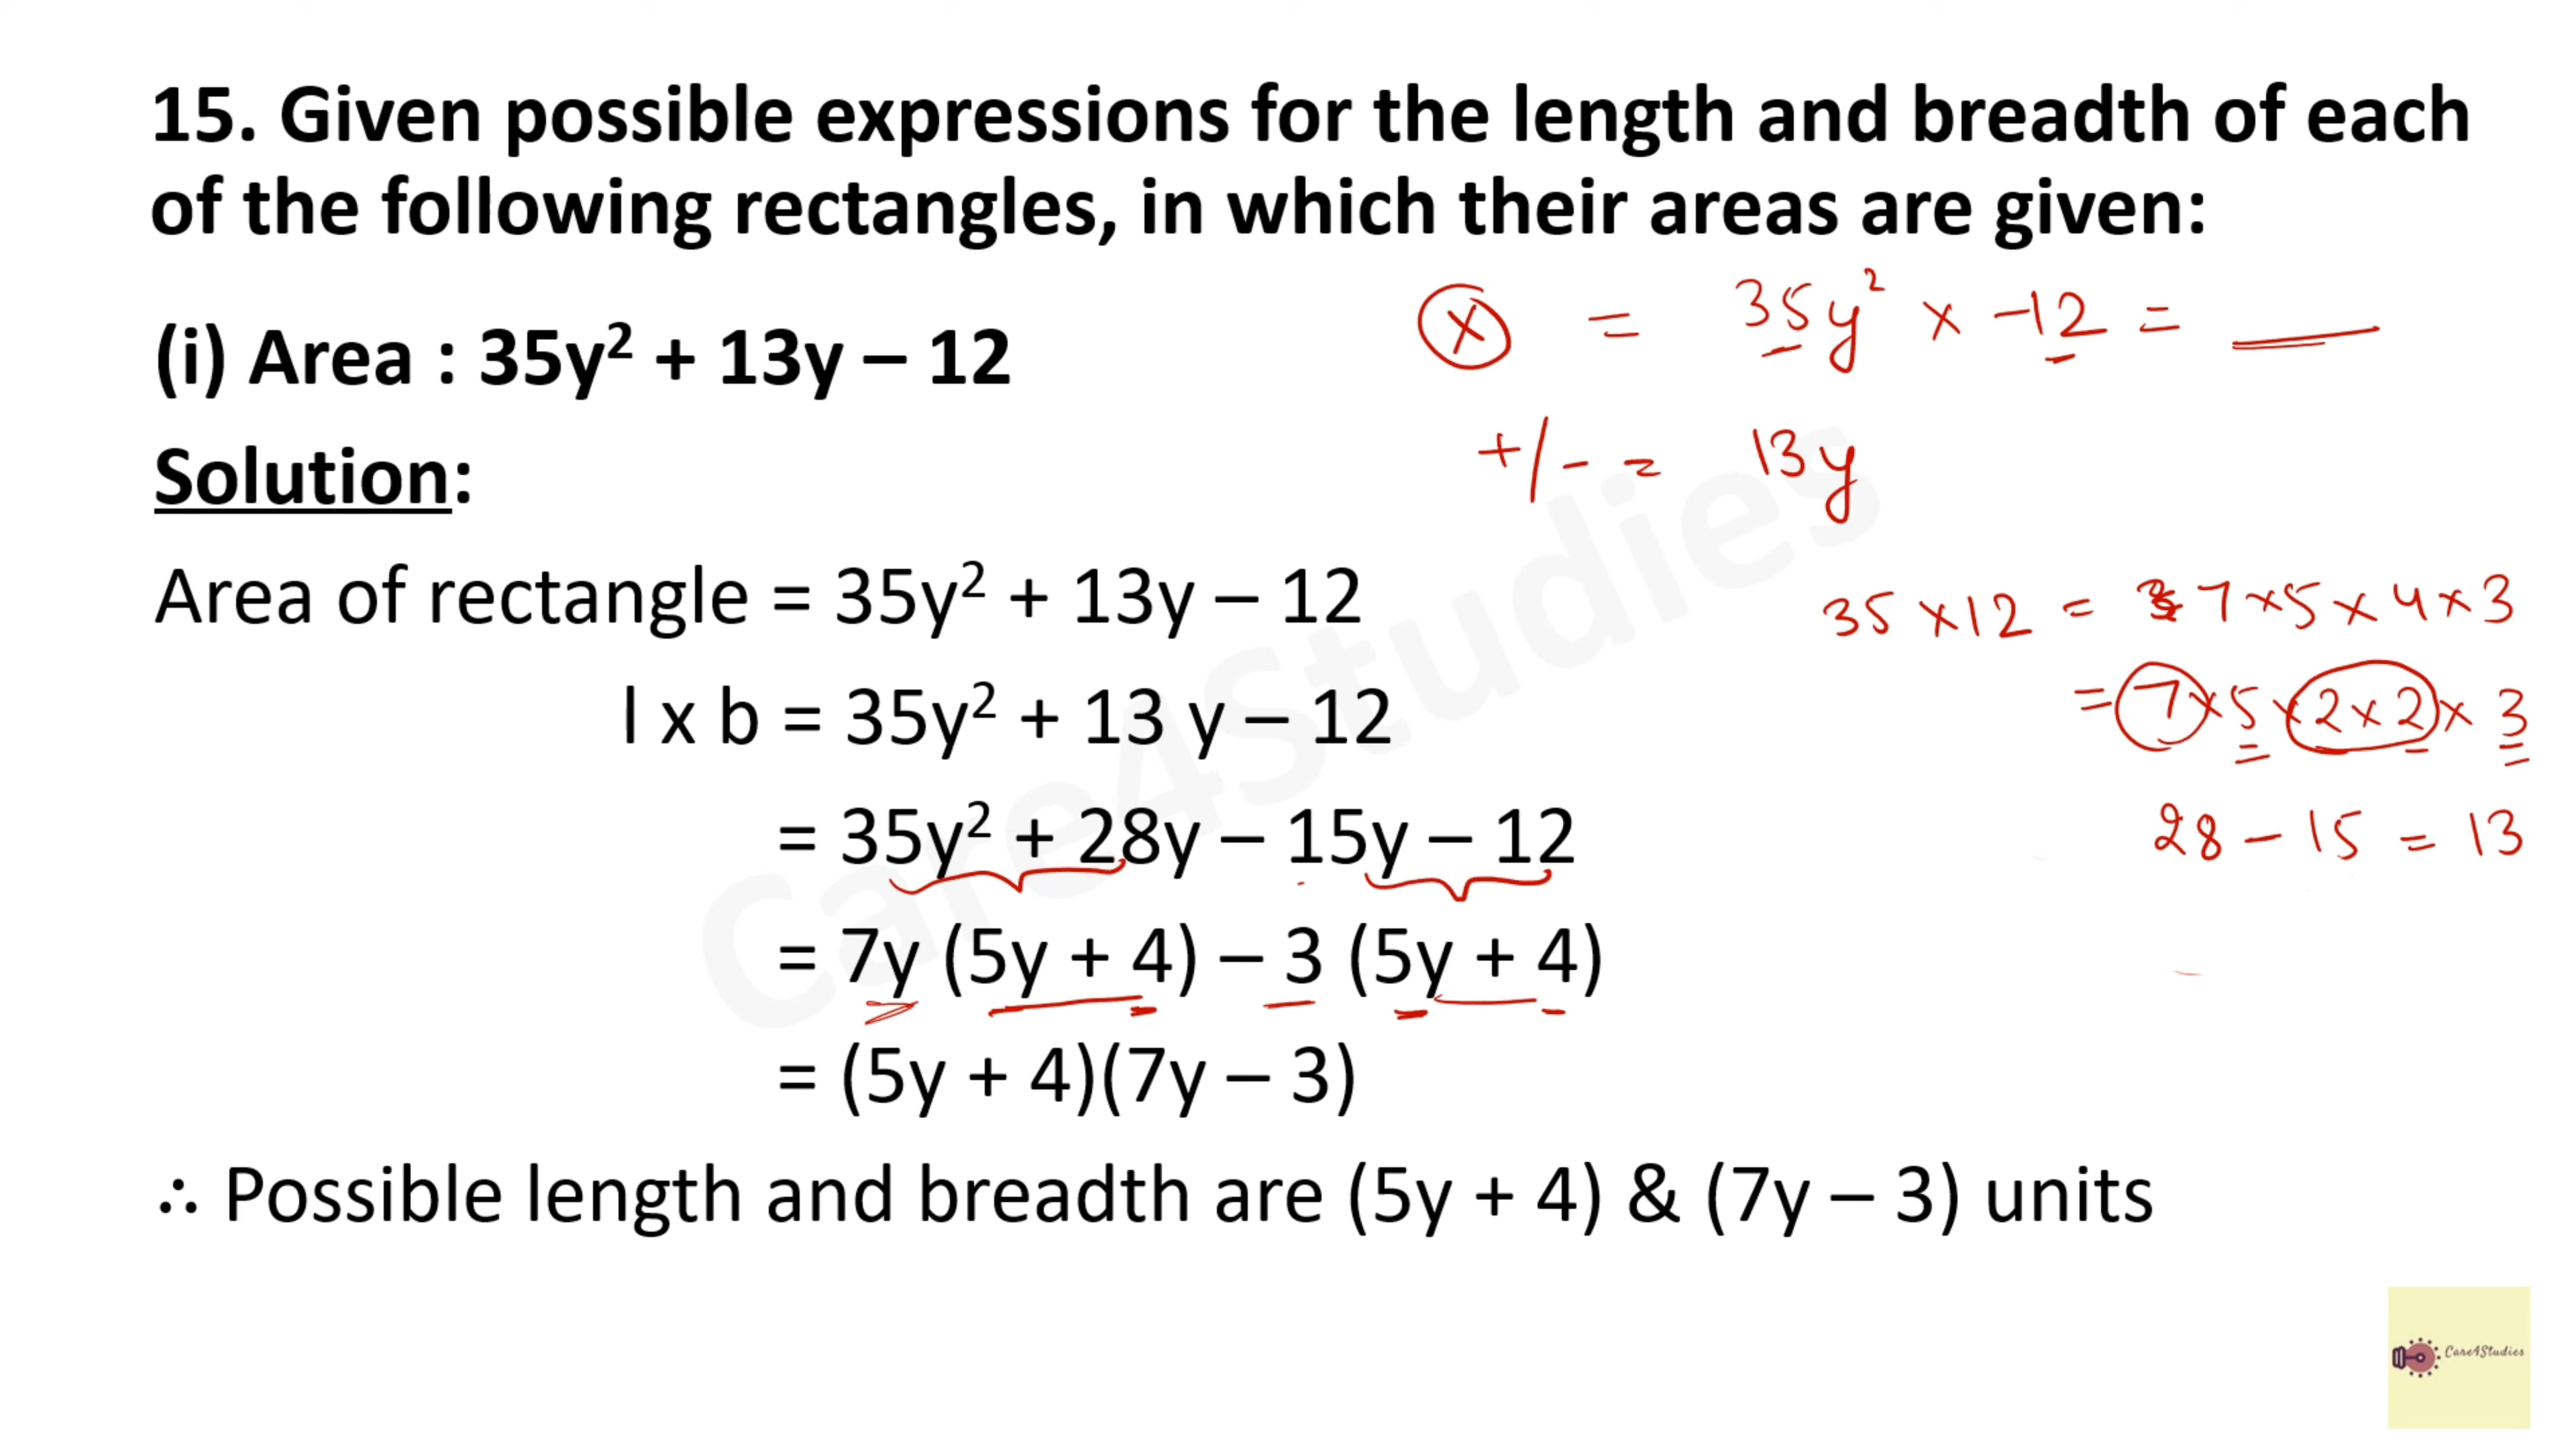 15. Given possible expressions for the length and breadth of each
of the following rectangles, in which their areas are given:
(x) = 35y² x -12 =
(i) Area : 35y² + 13y – 12
+/- = 13y
Solution:
Area of rectangle = 35y² + 13y – 12
35 x 12 = 7 x 5 x 4 x 3
l x b = 35y² + 13 y – 12
= 7 x 5 x 2 x 2 x 3
= 35y² + 28y – 15y – 12
28 - 15 = 13
= 7y (5y + 4) – 3 (5y + 4)
= (5y + 4)(7y – 3)
∴ Possible length and breadth are (5y + 4) & (7y – 3) units
Care4Studies
Care4Studies